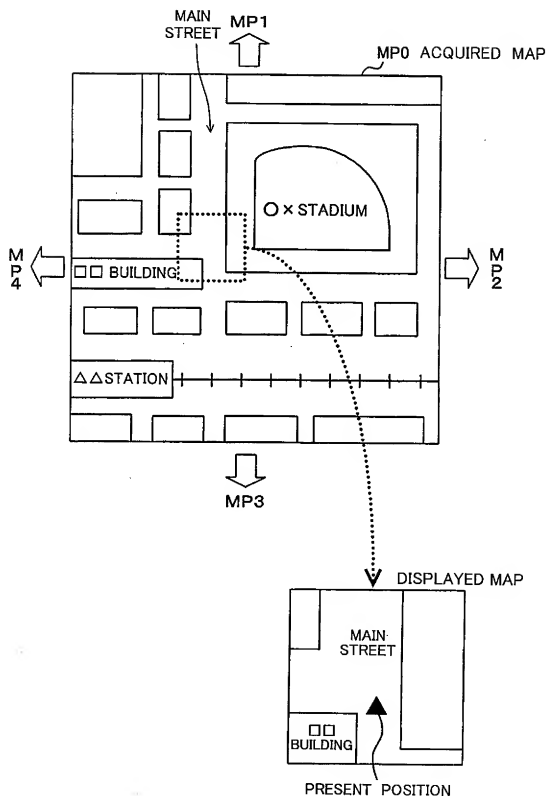 MAIN
STREET
MP1
MP0 ACQUIRED MAP
○×STADIUM
MP4
□□ BUILDING
MP2
△△STATION
MP3
DISPLAYED MAP
MAIN
STREET
□□
BUILDING
PRESENT POSITION